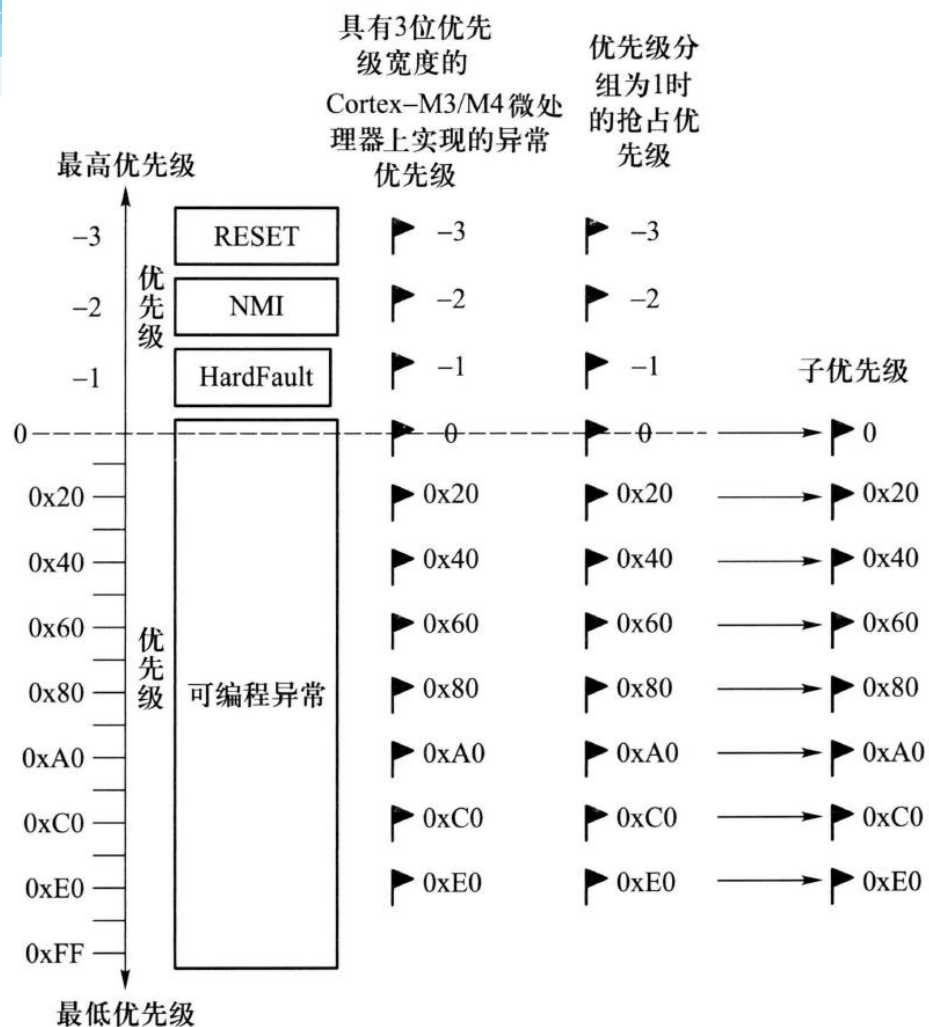 具有3位优先
级宽度的
Cortex–M3/M4微处
理器上实现的异常
优先级
优先级分
组为1时
的抢占优
先级
最高优先级
–3
优先级
RESET
–3
–3
–2
NMI
–2
–2
–1
HardFault
–1
–1
子优先级
0
0
0
0
0x20
0x20
0x20
0x20
0x40
0x40
0x40
0x40
0x60
0x60
0x60
0x60
优先级
0x80
可编程异常
0x80
0x80
0x80
0xA0
0xA0
0xA0
0xA0
0xC0
0xC0
0xC0
0xC0
0xE0
0xE0
0xE0
0xE0
0xFF
最低优先级